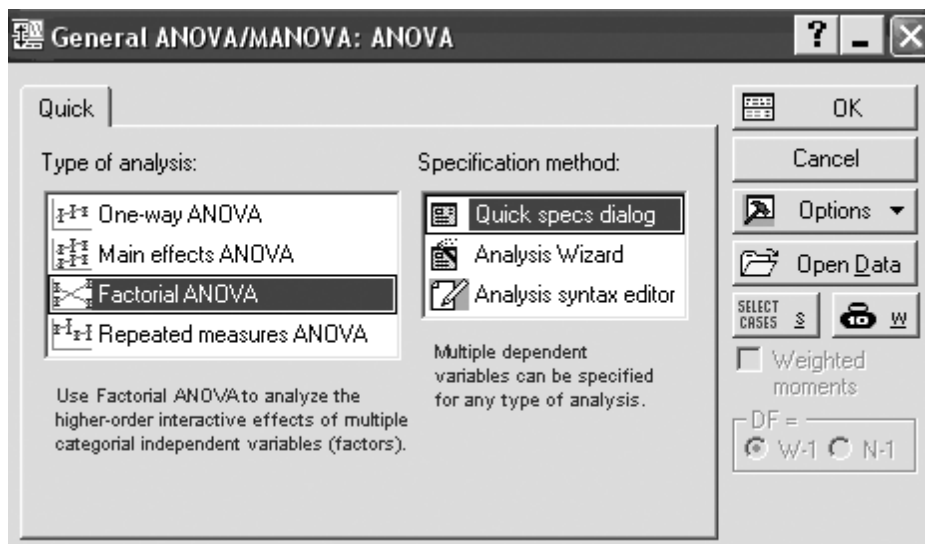 General ANOVA/MANOVA: ANOVA
Quick
Type of analysis:
One-way ANOVA
Main effects ANOVA
Factorial ANOVA
Repeated measures ANOVA
Use Factorial ANOVA to analyze the
higher-order interactive effects of multiple
categorial independent variables (factors).
Specification method:
Quick specs dialog
Analysis Wizard
Analysis syntax editor
Multiple dependent
variables can be specified
for any type of analysis.
OK
Cancel
Options
Open Data
SELECT
CASES S
10 W
Weighted
moments
DF =
W-1 N-1